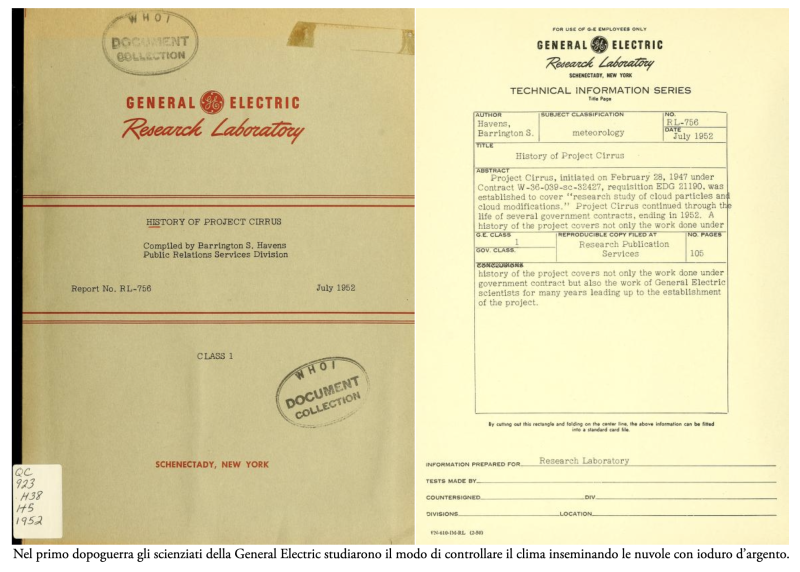 WHOI
DOCUMENT
COLLECTION
GENERAL GE ELECTRIC
Research Laboratory
HISTORY OF PROJECT CIRRUS
Compiled by Barrington S. Havens
Public Relations Services Division
Report No. RL-756
July 1952
CLASS 1
WHOI
DOCUMENT
COLLECTION
SCHENECTADY, NEW YORK
QC
923
H38
H5
1952
FOR USE OF G-E EMPLOYEES ONLY
GENERAL GE ELECTRIC
Research Laboratory
SCHENECTADY, NEW YORK
TECHNICAL INFORMATION SERIES
Title Page
AUTHOR
Havens,
Barrington S.
SUBJECT CLASSIFICATION
meteorology
NO.
RL-756
DATE
July 1952
TITLE
History of Project Cirrus
ABSTRACT
Project Cirrus, initiated on February 28, 1947 under
Contract W-36-039-sc-32427, requisition EDG 21190, was
established to cover "research study of cloud particles and
cloud modifications." Project Cirrus continued through the
life of several government contracts, ending in 1952. A
history of the project covers not only the work done under
G.E. CLASS
1
GOV. CLASS.
REPRODUCIBLE COPY FILED AT
Research Publication
Services
NO. PAGES
105
CONCLUSIONS
history of the project covers not only the work done under
government contract but also the work of General Electric
scientists for many years leading up to the establishment
of the project.
By cutting out this rectangle and folding on the center line, the above information can be fitted
into a standard card file.
INFORMATION PREPARED FOR Research Laboratory
TESTS MADE BY
COUNTERSIGNED DIV
DIVISIONS LOCATION
Nel primo dopoguerra gli scienziati della General Electric studiarono il modo di controllare il clima inseminando le nuvole con ioduro d'argento.